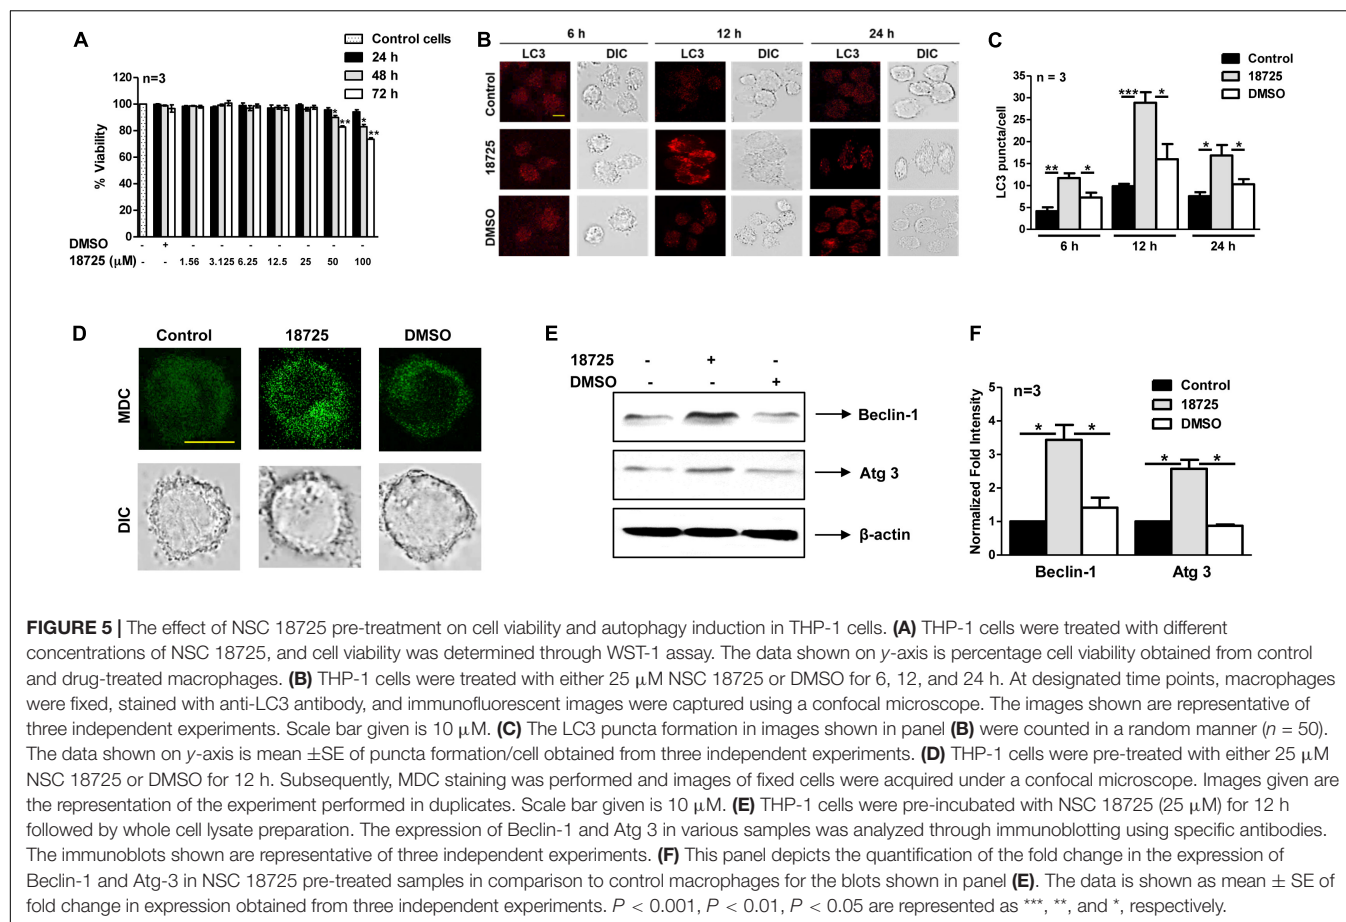 A
Control cells
24 h
48 h
72 h
n=3
% Viability
120
100
80
60
40
20
0
* ** * **
DMSO - + - - - - - - -
18725 (µM) - - 1.56 3.125 6.25 12.5 25 50 100
B
6 h 12 h 24 h
LC3 DIC LC3 DIC LC3 DIC
Control
18725
DMSO
C
Control
18725
DMSO
n = 3
LC3 puncta/cell
35
30
25
20
15
10
5
0
** * *** * * *
6 h 12 h 24 h
D
Control 18725 DMSO
MDC
DIC
E
18725 - + -
DMSO - - +
Beclin-1
Atg 3
β-actin
F
Control
18725
DMSO
n=3
Normalized Fold Intensity
5
4
3
2
1
0
* * * *
Beclin-1 Atg 3
FIGURE 5 | The effect of NSC 18725 pre-treatment on cell viability and autophagy induction in THP-1 cells. (A) THP-1 cells were treated with different
concentrations of NSC 18725, and cell viability was determined through WST-1 assay. The data shown on y-axis is percentage cell viability obtained from control
and drug-treated macrophages. (B) THP-1 cells were treated with either 25 µM NSC 18725 or DMSO for 6, 12, and 24 h. At designated time points, macrophages
were fixed, stained with anti-LC3 antibody, and immunofluorescent images were captured using a confocal microscope. The images shown are representative of
three independent experiments. Scale bar given is 10 µM. (C) The LC3 puncta formation in images shown in panel (B) were counted in a random manner (n = 50).
The data shown on y-axis is mean ±SE of puncta formation/cell obtained from three independent experiments. (D) THP-1 cells were pre-treated with either 25 µM
NSC 18725 or DMSO for 12 h. Subsequently, MDC staining was performed and images of fixed cells were acquired under a confocal microscope. Images given are
the representation of the experiment performed in duplicates. Scale bar given is 10 µM. (E) THP-1 cells were pre-incubated with NSC 18725 (25 µM) for 12 h
followed by whole cell lysate preparation. The expression of Beclin-1 and Atg 3 in various samples was analyzed through immunoblotting using specific antibodies.
The immunoblots shown are representative of three independent experiments. (F) This panel depicts the quantification of the fold change in the expression of
Beclin-1 and Atg-3 in NSC 18725 pre-treated samples in comparison to control macrophages for the blots shown in panel (E). The data is shown as mean ± SE of
fold change in expression obtained from three independent experiments. P < 0.001, P < 0.01, P < 0.05 are represented as ***, **, and *, respectively.